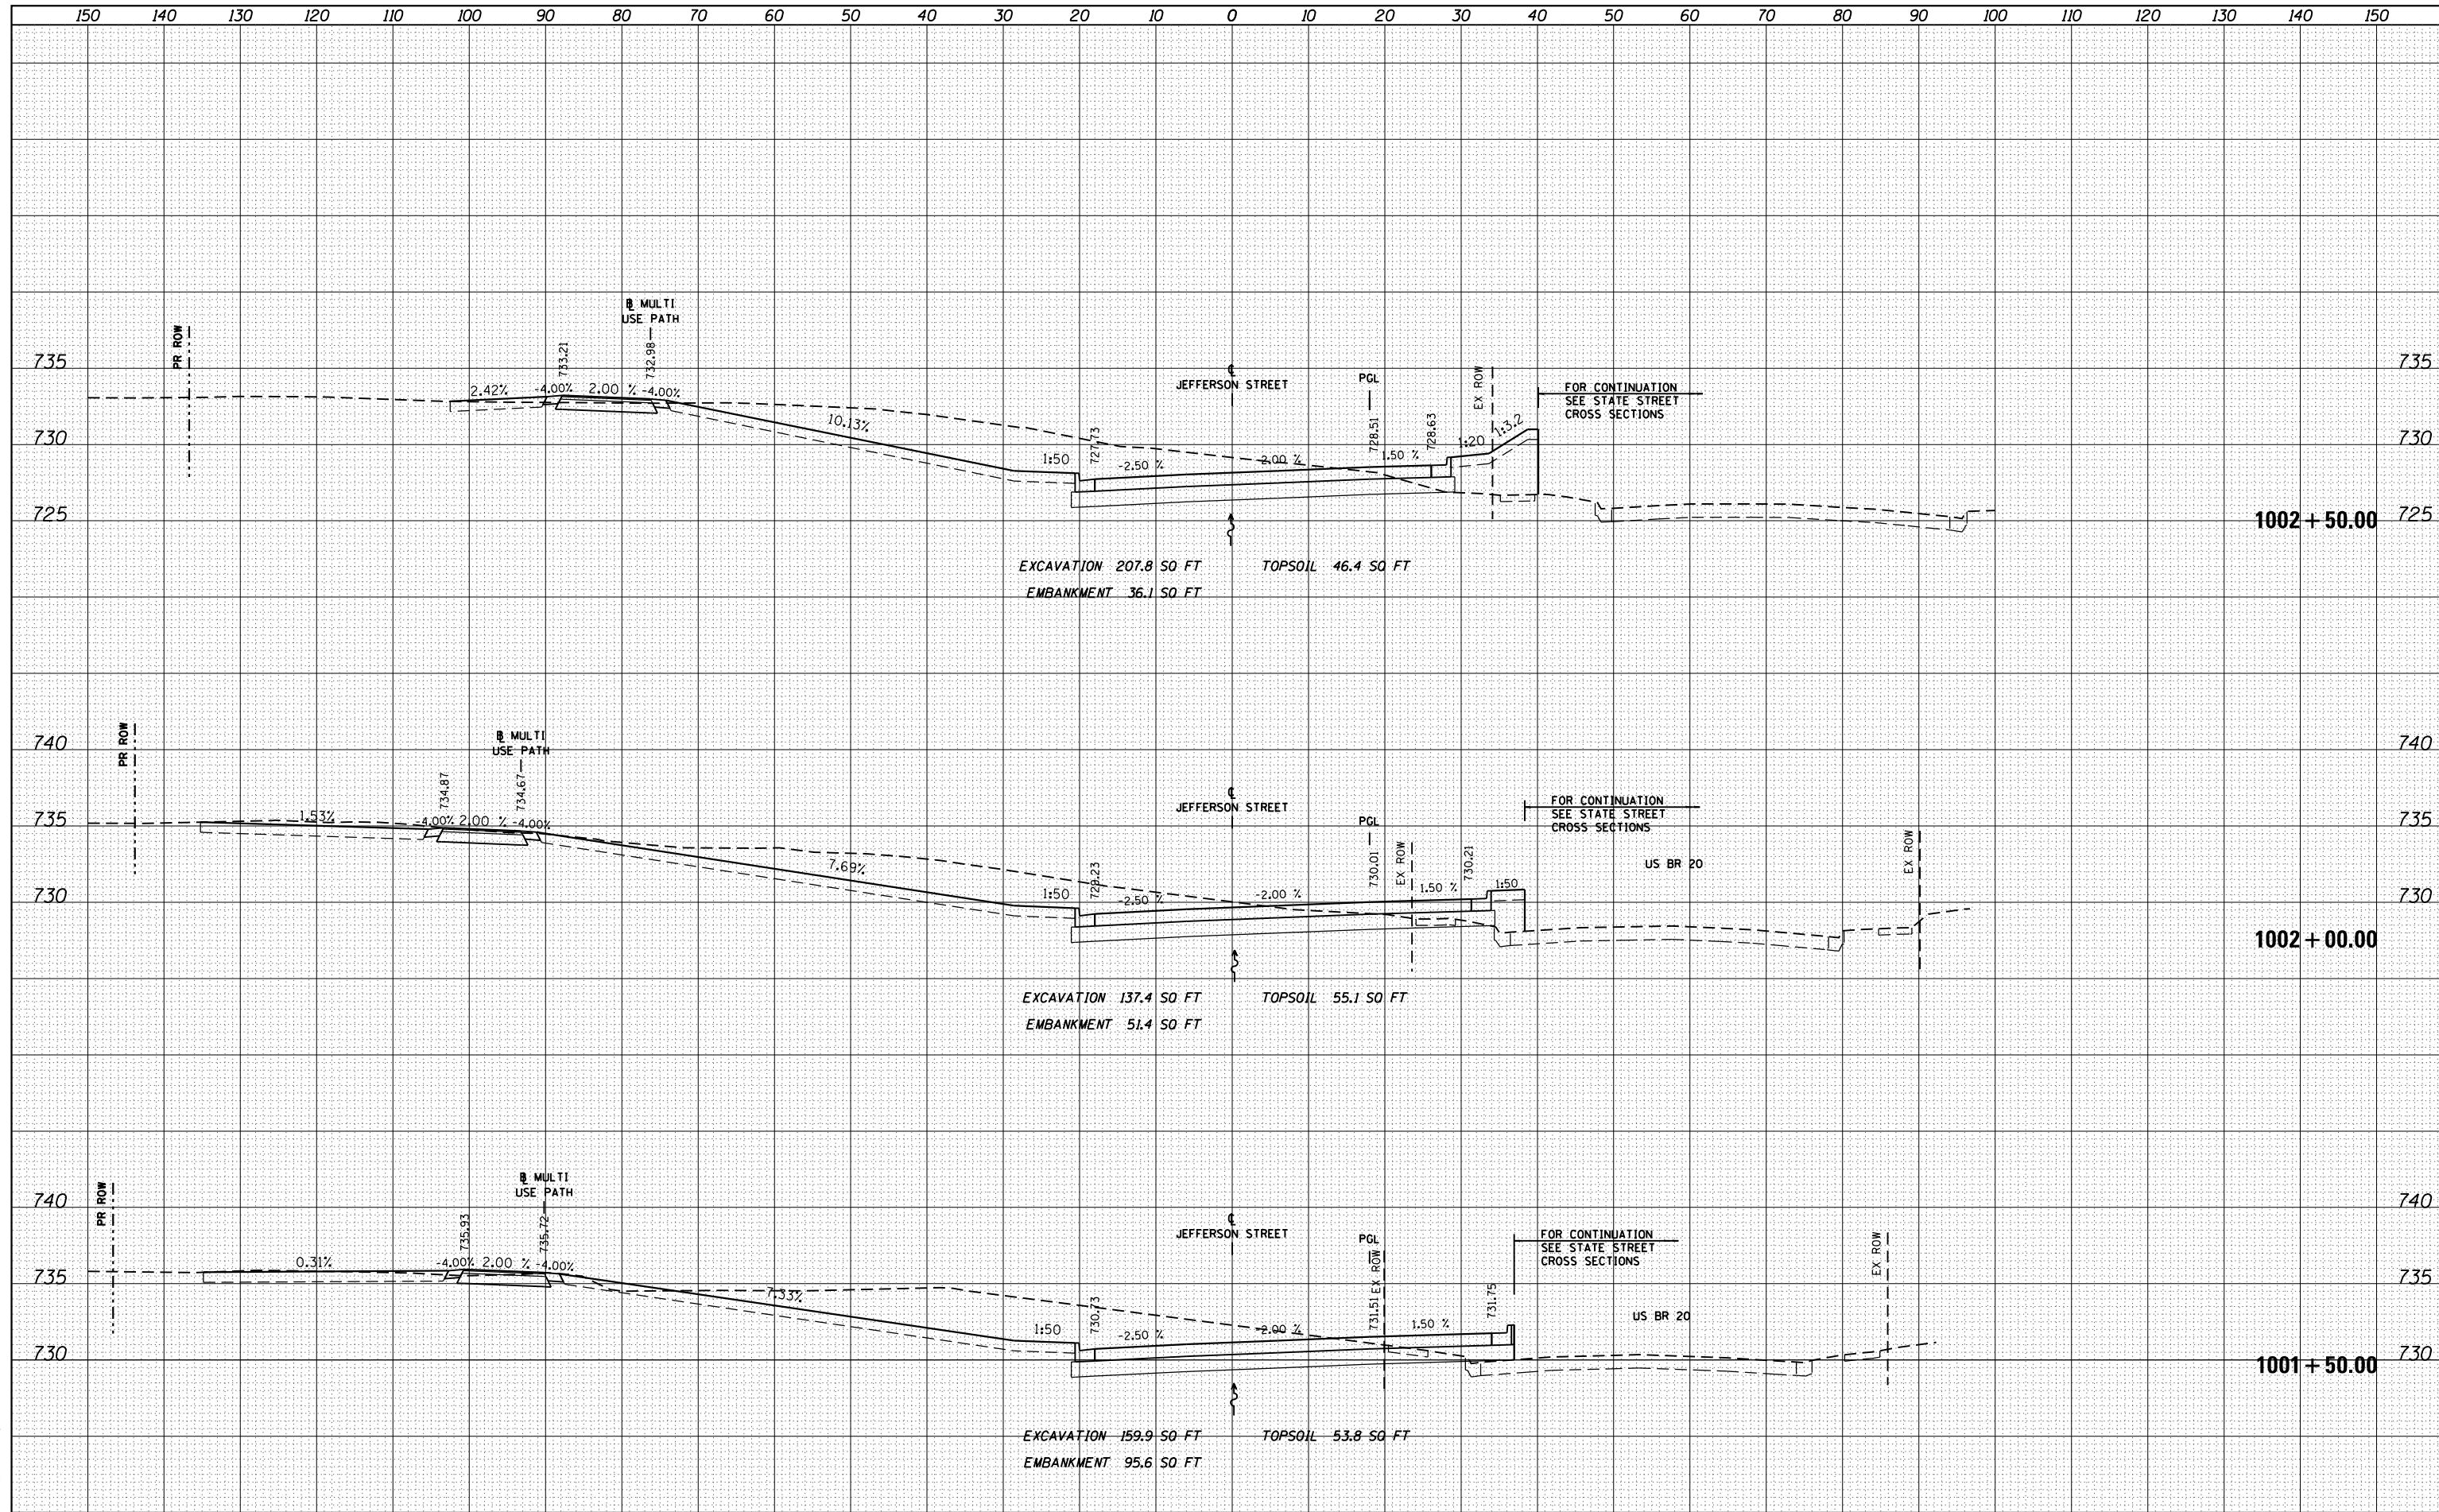 150 140 130 120 110 100 90 80 70 60 50 40 30 20 10 0 10 20 30 40 50 60 70 80 90 100 110 120 130 140 150
℄ MULTI
USE PATH
PR ROW
733.21
732.98
735
2.42%
-4.00%
2.00 %
-4.00%
10.13%
℄
JEFFERSON STREET
PGL
EX ROW
FOR CONTINUATION
SEE STATE STREET
CROSS SECTIONS
735
730
1:50
727.73
-2.50 %
-2.00 %
728.51
1.50 %
728.63
1:20
1:3.2
730
725
1002+50.00
725
EXCAVATION 207.8 SQ FT
TOPSOIL 46.4 SQ FT
EMBANKMENT 36.1 SQ FT
740
PR ROW
℄ MULTI
USE PATH
740
734.87
734.67
735
1.53%
-4.00%
2.00 %
-4.00%
7.69%
℄
JEFFERSON STREET
PGL
FOR CONTINUATION
SEE STATE STREET
CROSS SECTIONS
735
EX ROW
US BR 20
EX ROW
730
1:50
729.23
-2.50 %
-2.00 %
730.01
1.50 %
730.21
1:50
730
1002+00.00
EXCAVATION 137.4 SQ FT
TOPSOIL 55.1 SQ FT
EMBANKMENT 51.4 SQ FT
740
PR ROW
℄ MULTI
USE PATH
740
735.93
735.72
℄
JEFFERSON STREET
PGL
FOR CONTINUATION
SEE STATE STREET
CROSS SECTIONS
735
0.31%
-4.00%
2.00 %
-4.00%
7.33%
EX ROW
EX ROW
735
US BR 20
730
1:50
730.73
-2.50 %
-2.00 %
731.51
1.50 %
731.75
730
1001+50.00
EXCAVATION 159.9 SQ FT
TOPSOIL 53.8 SQ FT
EMBANKMENT 95.6 SQ FT